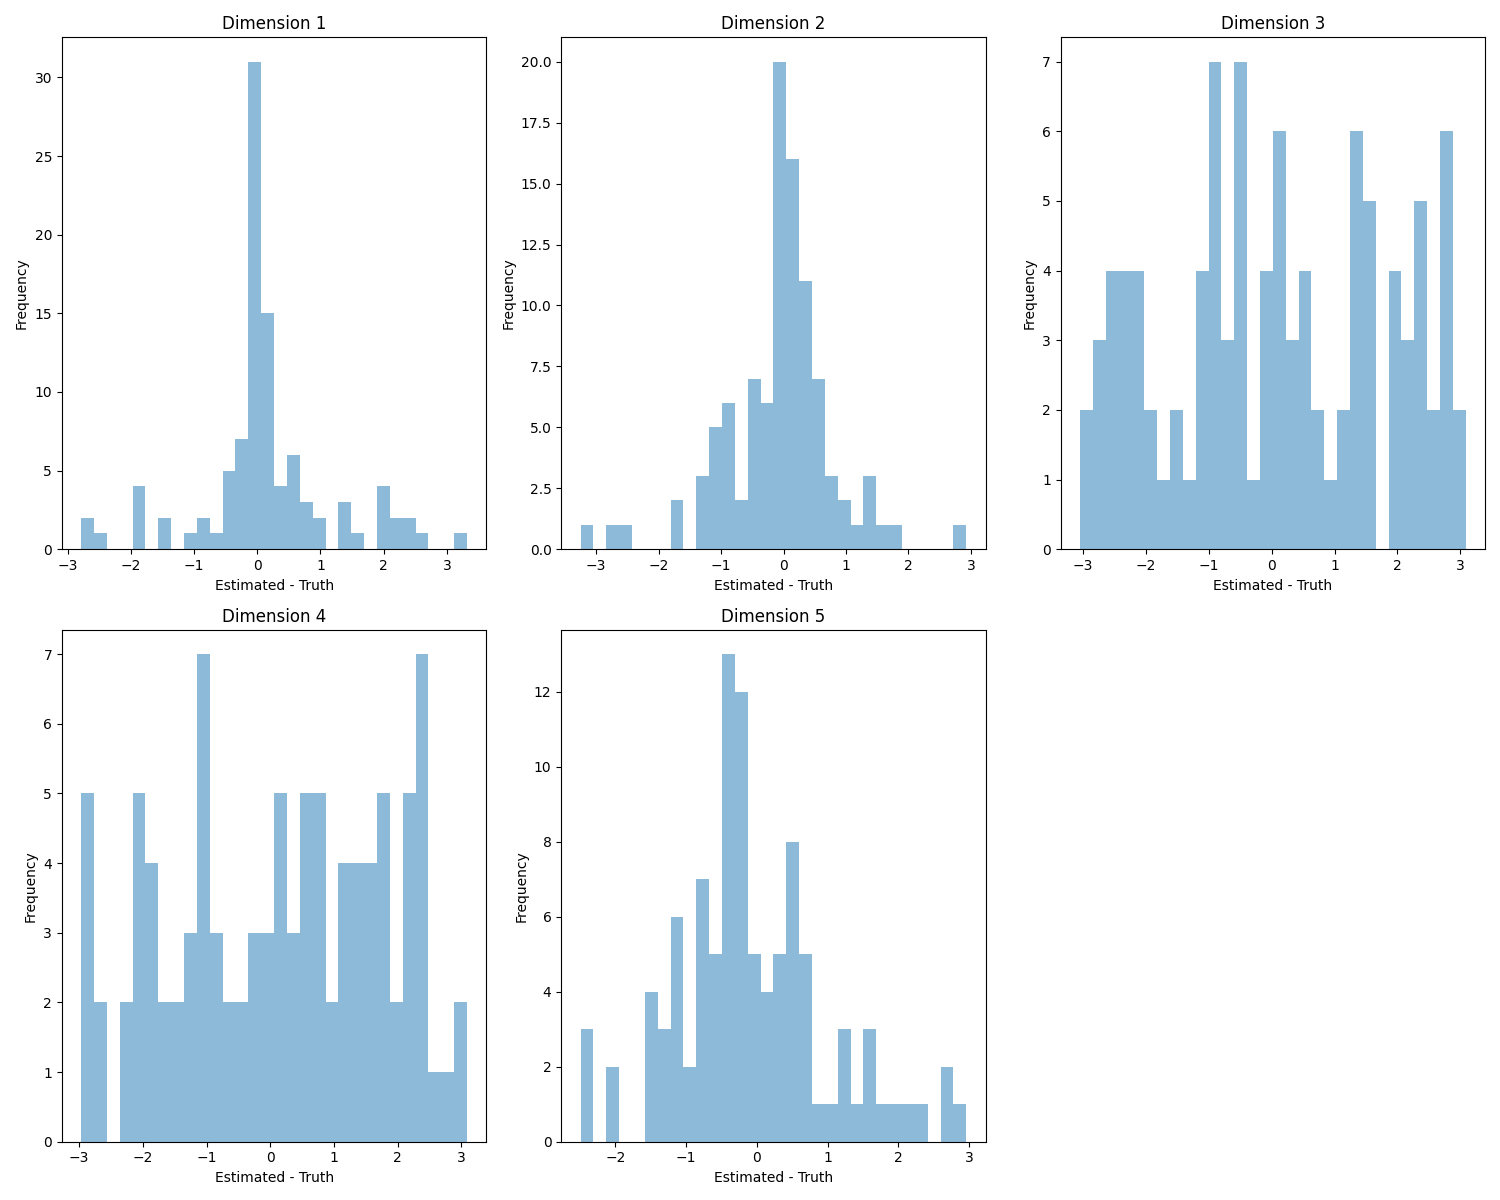 Dimension 1
Frequency
30
25
20
15
10
5
0
−3 −2 −1 0 1 2 3
Estimated - Truth
Dimension 2
Frequency
20.0
17.5
15.0
12.5
10.0
7.5
5.0
2.5
0.0
−3 −2 −1 0 1 2 3
Estimated - Truth
Dimension 3
Frequency
7
6
5
4
3
2
1
0
−3 −2 −1 0 1 2 3
Estimated - Truth
Dimension 4
Frequency
7
6
5
4
3
2
1
0
−3 −2 −1 0 1 2 3
Estimated - Truth
Dimension 5
Frequency
12
10
8
6
4
2
0
−2 −1 0 1 2 3
Estimated - Truth